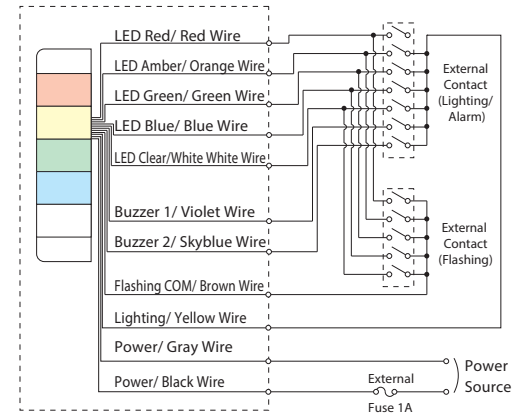 LED Red/ Red Wire
LED Amber/ Orange Wire
LED Green/ Green Wire
LED Blue/ Blue Wire
LED Clear/White White Wire
Buzzer 1/ Violet Wire
Buzzer 2/ Skyblue Wire
Flashing COM/ Brown Wire
Lighting/ Yellow Wire
Power/ Gray Wire
Power/ Black Wire
External
Contact
(Lighting/
Alarm)
External
Contact
(Flashing)
Power
Source
External
Fuse 1A